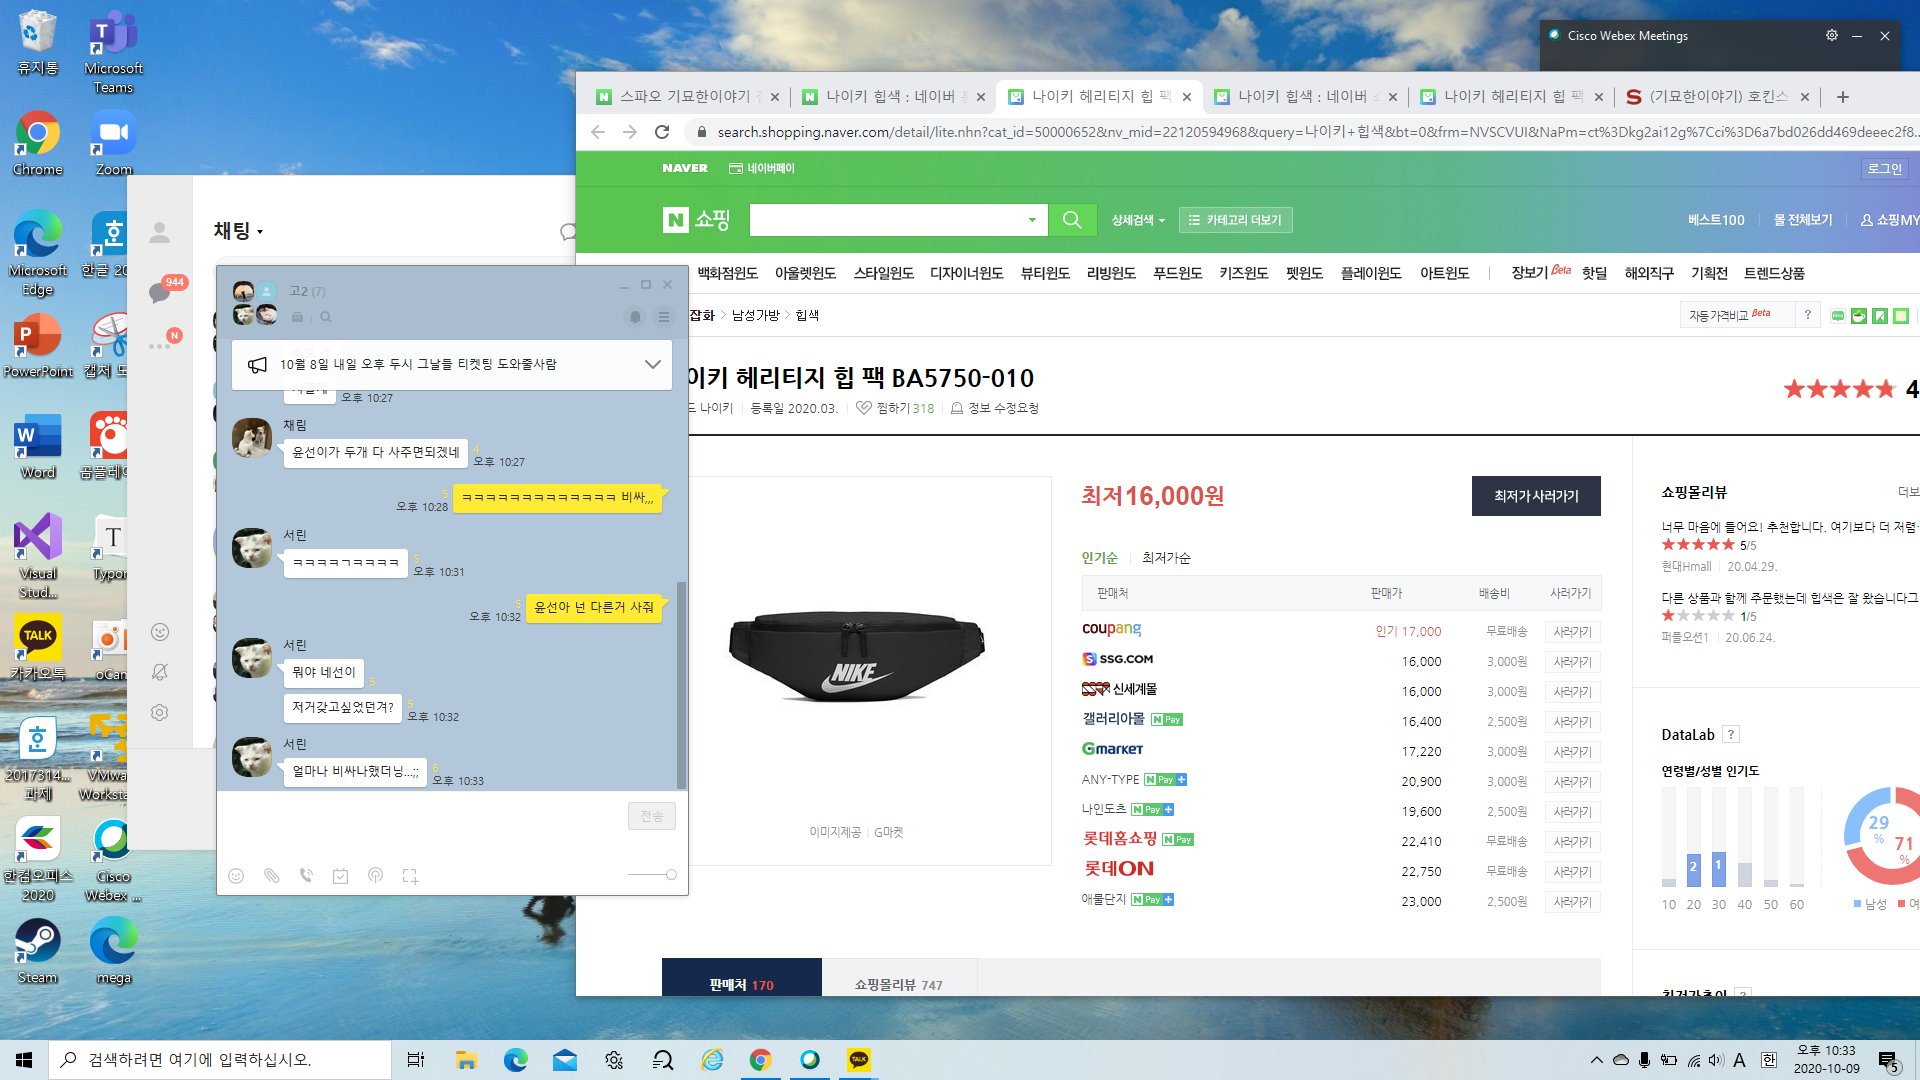 휴지통
Microsoft Teams
Chrome
Zoom
Microsoft Edge
한글 20
PowerPoint
캡처 도
Word
곰플레이
Visual Stud...
Typor
카카오톡
oCam
2017314... 과제
VMwa Worksta
한컴오피스 2020
Cisco Webex ...
Steam
mega
Cisco Webex Meetings
스파오 기묘한이야기
나이키 힙색 : 네이버
나이키 헤리티지 힙 팩
나이키 힙색 : 네이버
나이키 헤리티지 힙 팩
(기묘한이야기) 호킨스
search.shopping.naver.com/detail/lite.nhn?cat_id=50000652&nv_mid=22120594968&query=나이키+힙색&bt=0&frm=NVSCVUI&NaPm=ct%3Dkg2ai12g%7Cci%3D6a7bd026dd469deeec2f8...
NAVER 네이버페이
로그인
N 쇼핑
상세검색
카테고리 더보기
베스트100
몰 전체보기
쇼핑MY
백화점윈도 아울렛윈도 스타일윈도 디자이너윈도 뷰티윈도 리빙윈도 푸드윈도 키즈윈도 펫윈도 플레이윈도 아트윈도 장보기 Beta 핫딜 해외직구 기획전 트렌드상품
잡화 > 남성가방 > 힙색
자동가격비교 Beta ?
이키 헤리티지 힙 팩 BA5750-010
드 나이키 등록일 2020.03. 찜하기 318 정보 수정요청
★★★★★ 4
최저 16,000원
최저가 사러가기
인기순 최저가순
판매처 판매가 배송비 사러가기
coupang 인기 17,000 무료배송 사러가기
SSG.COM 16,000 3,000원 사러가기
신세계몰 16,000 3,000원 사러가기
갤러리아몰 N Pay 16,400 2,500원 사러가기
Gmarket 17,220 3,000원 사러가기
ANY-TYPE N Pay + 20,900 3,000원 사러가기
나인도츠 N Pay + 19,600 2,500원 사러가기
롯데홈쇼핑 N Pay 22,410 무료배송 사러가기
롯데ON 22,750 무료배송 사러가기
애물단지 N Pay + 23,000 2,500원 사러가기
NIKE
이미지제공 G마켓
판매처 170
쇼핑몰리뷰 747
쇼핑몰리뷰 더보
너무 마음에 들어요! 추천합니다. 여기보다 더 저렴...
★★★★★ 5/5
현대Hmall 20.04.29.
다른 상품과 함께 주문했는데 힙색은 잘 왔습니다그
★★★★★ 1/5
퍼플오션1 20.06.24.
DataLab ?
연령별/성별 인기도
2 1
10 20 30 40 50 60
29 %
71 %
남성 여
채팅
944
N
고2 (7)
10월 8일 내일 오후 두시 그날들 티켓팅 도와줄사람
오후 10:27
채림
윤선이가 두개 다 사주면되겠네
4
오후 10:27
5
오후 10:28
ㅋㅋㅋㅋㅋㅋㅋㅋㅋㅋㅋㅋㅋ 비싸,,,
서린
ㅋㅋㅋㅋㄱㅋㅋㅋㅋ
5
오후 10:31
5
오후 10:32
윤선아 넌 다른거 사줘
서린
뭐야 네선이
5
저거갖고싶었던겨?
5
오후 10:32
서린
얼마나 비싸나했더닝...;;
6
오후 10:33
전송
검색하려면 여기에 입력하십시오.
TALK
A
한
오후 10:33
2020-10-09
5